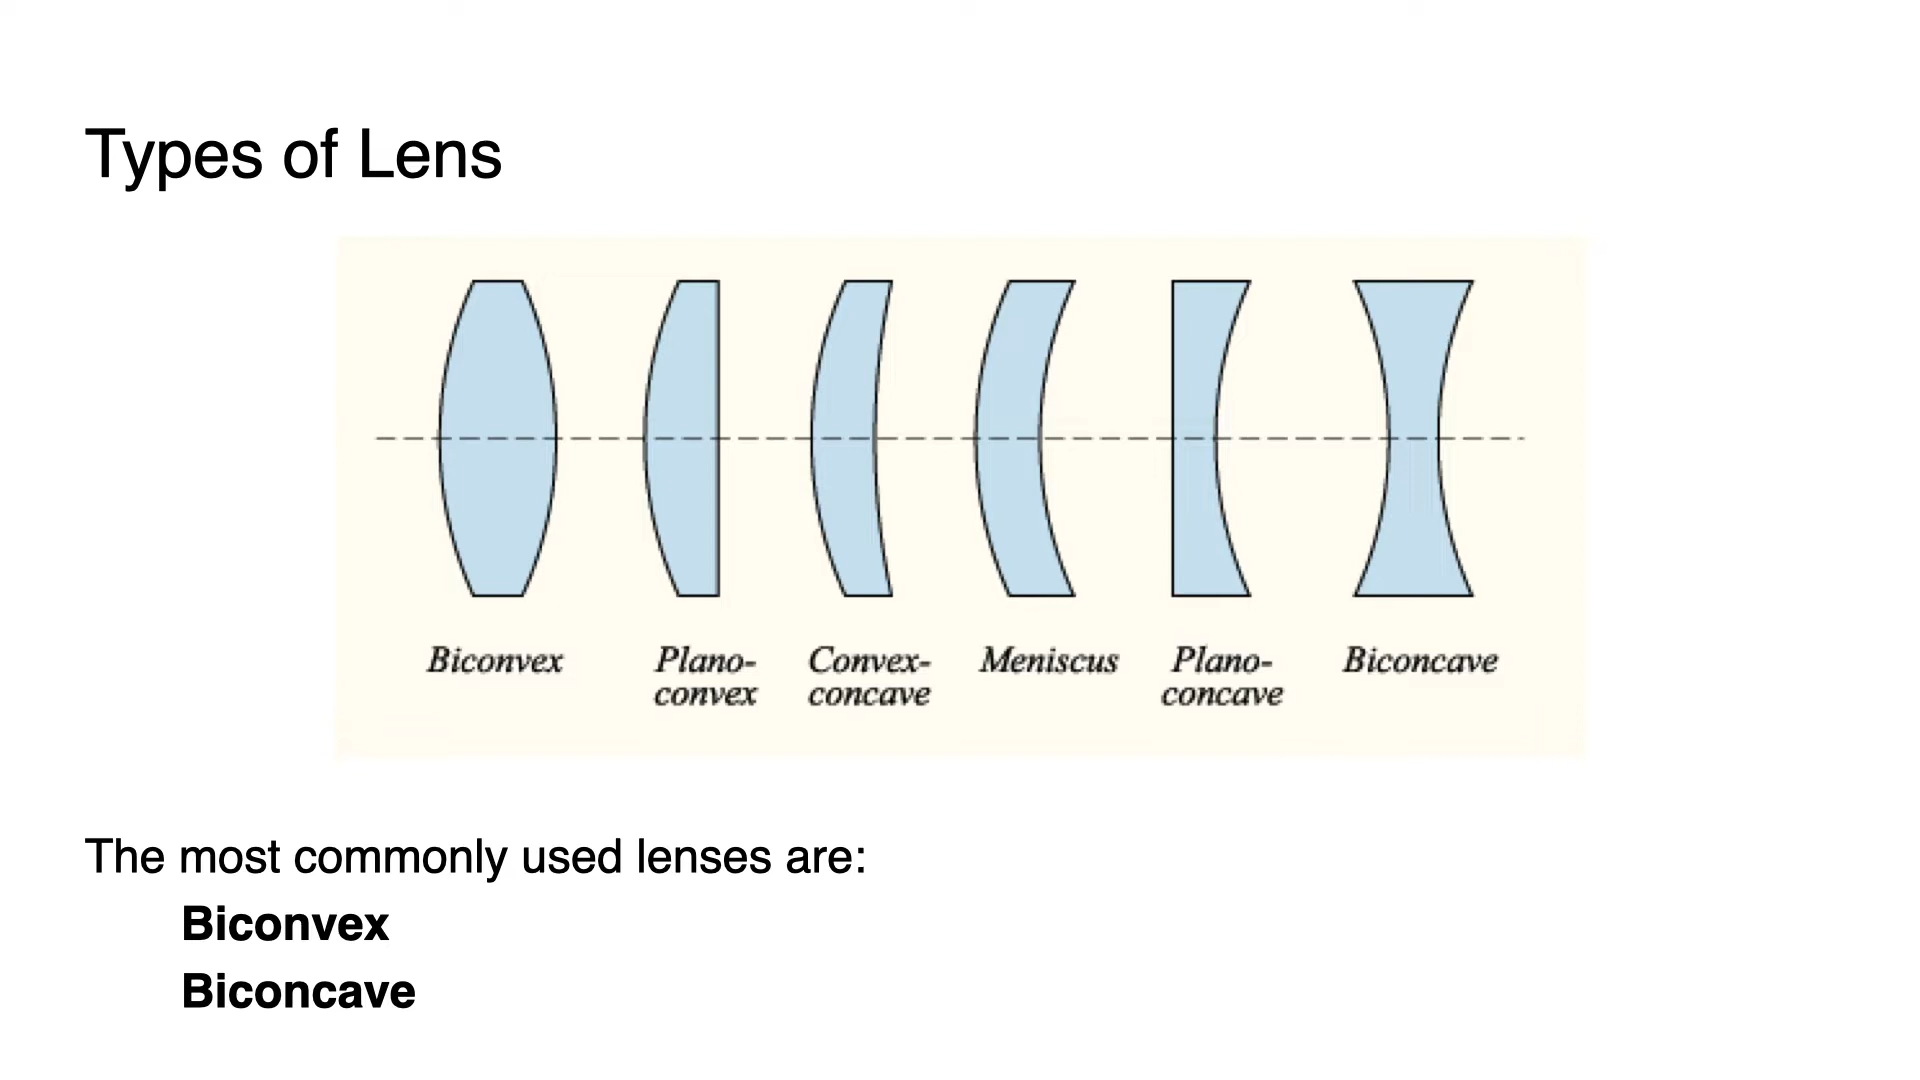 Types of Lens
Biconvex
Plano-
convex
Convex-
concave
Meniscus
Plano-
concave
Biconcave
The most commonly used lenses are:
Biconvex
Biconcave